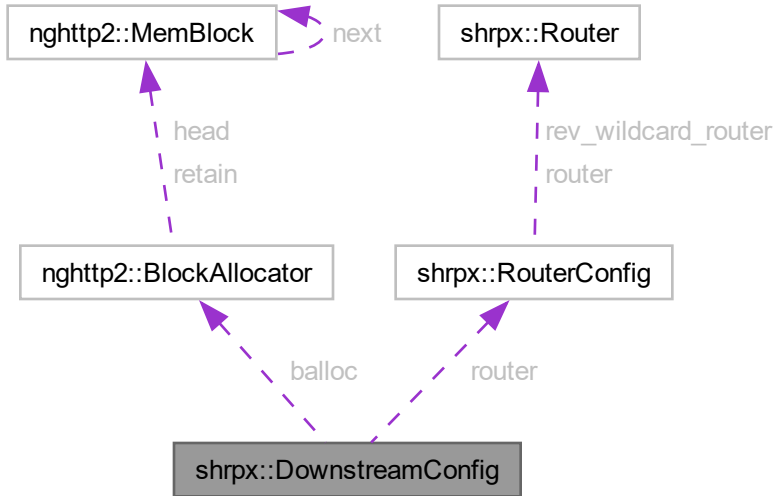 nghttp2::MemBlock
next
shrpx::Router
head
retain
rev_wildcard_router
router
nghttp2::BlockAllocator
shrpx::RouterConfig
balloc
router
shrpx::DownstreamConfig